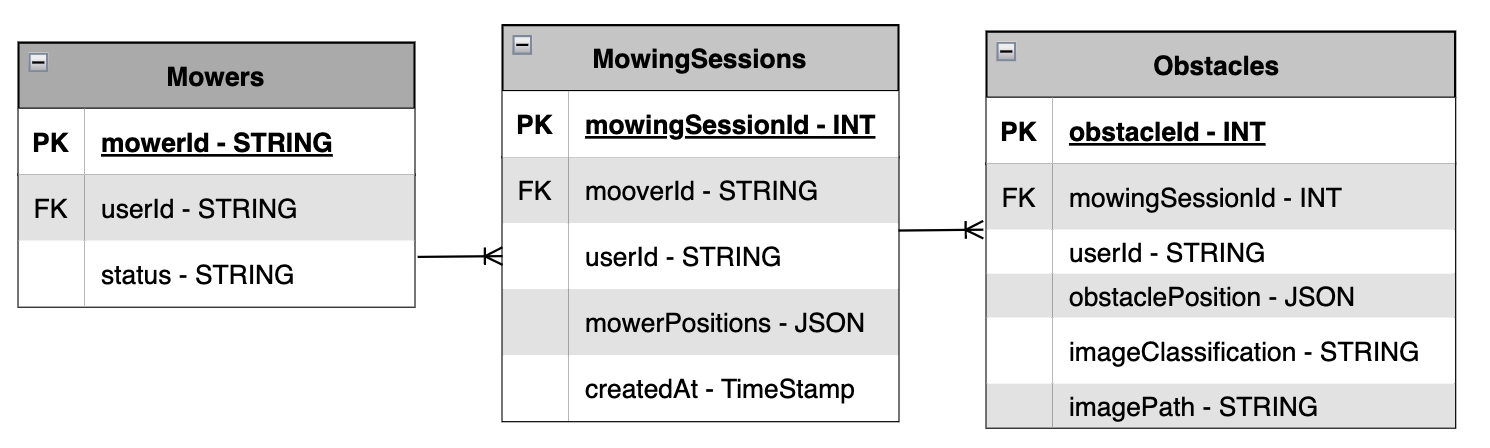 Mowers
PK mowerId - STRING
FK userId - STRING
status - STRING
MowingSessions
PK mowingSessionId - INT
FK mooverId - STRING
userId - STRING
mowerPositions - JSON
createdAt - TimeStamp
Obstacles
PK obstacleId - INT
FK mowingSessionId - INT
userId - STRING
obstaclePosition - JSON
imageClassification - STRING
imagePath - STRING